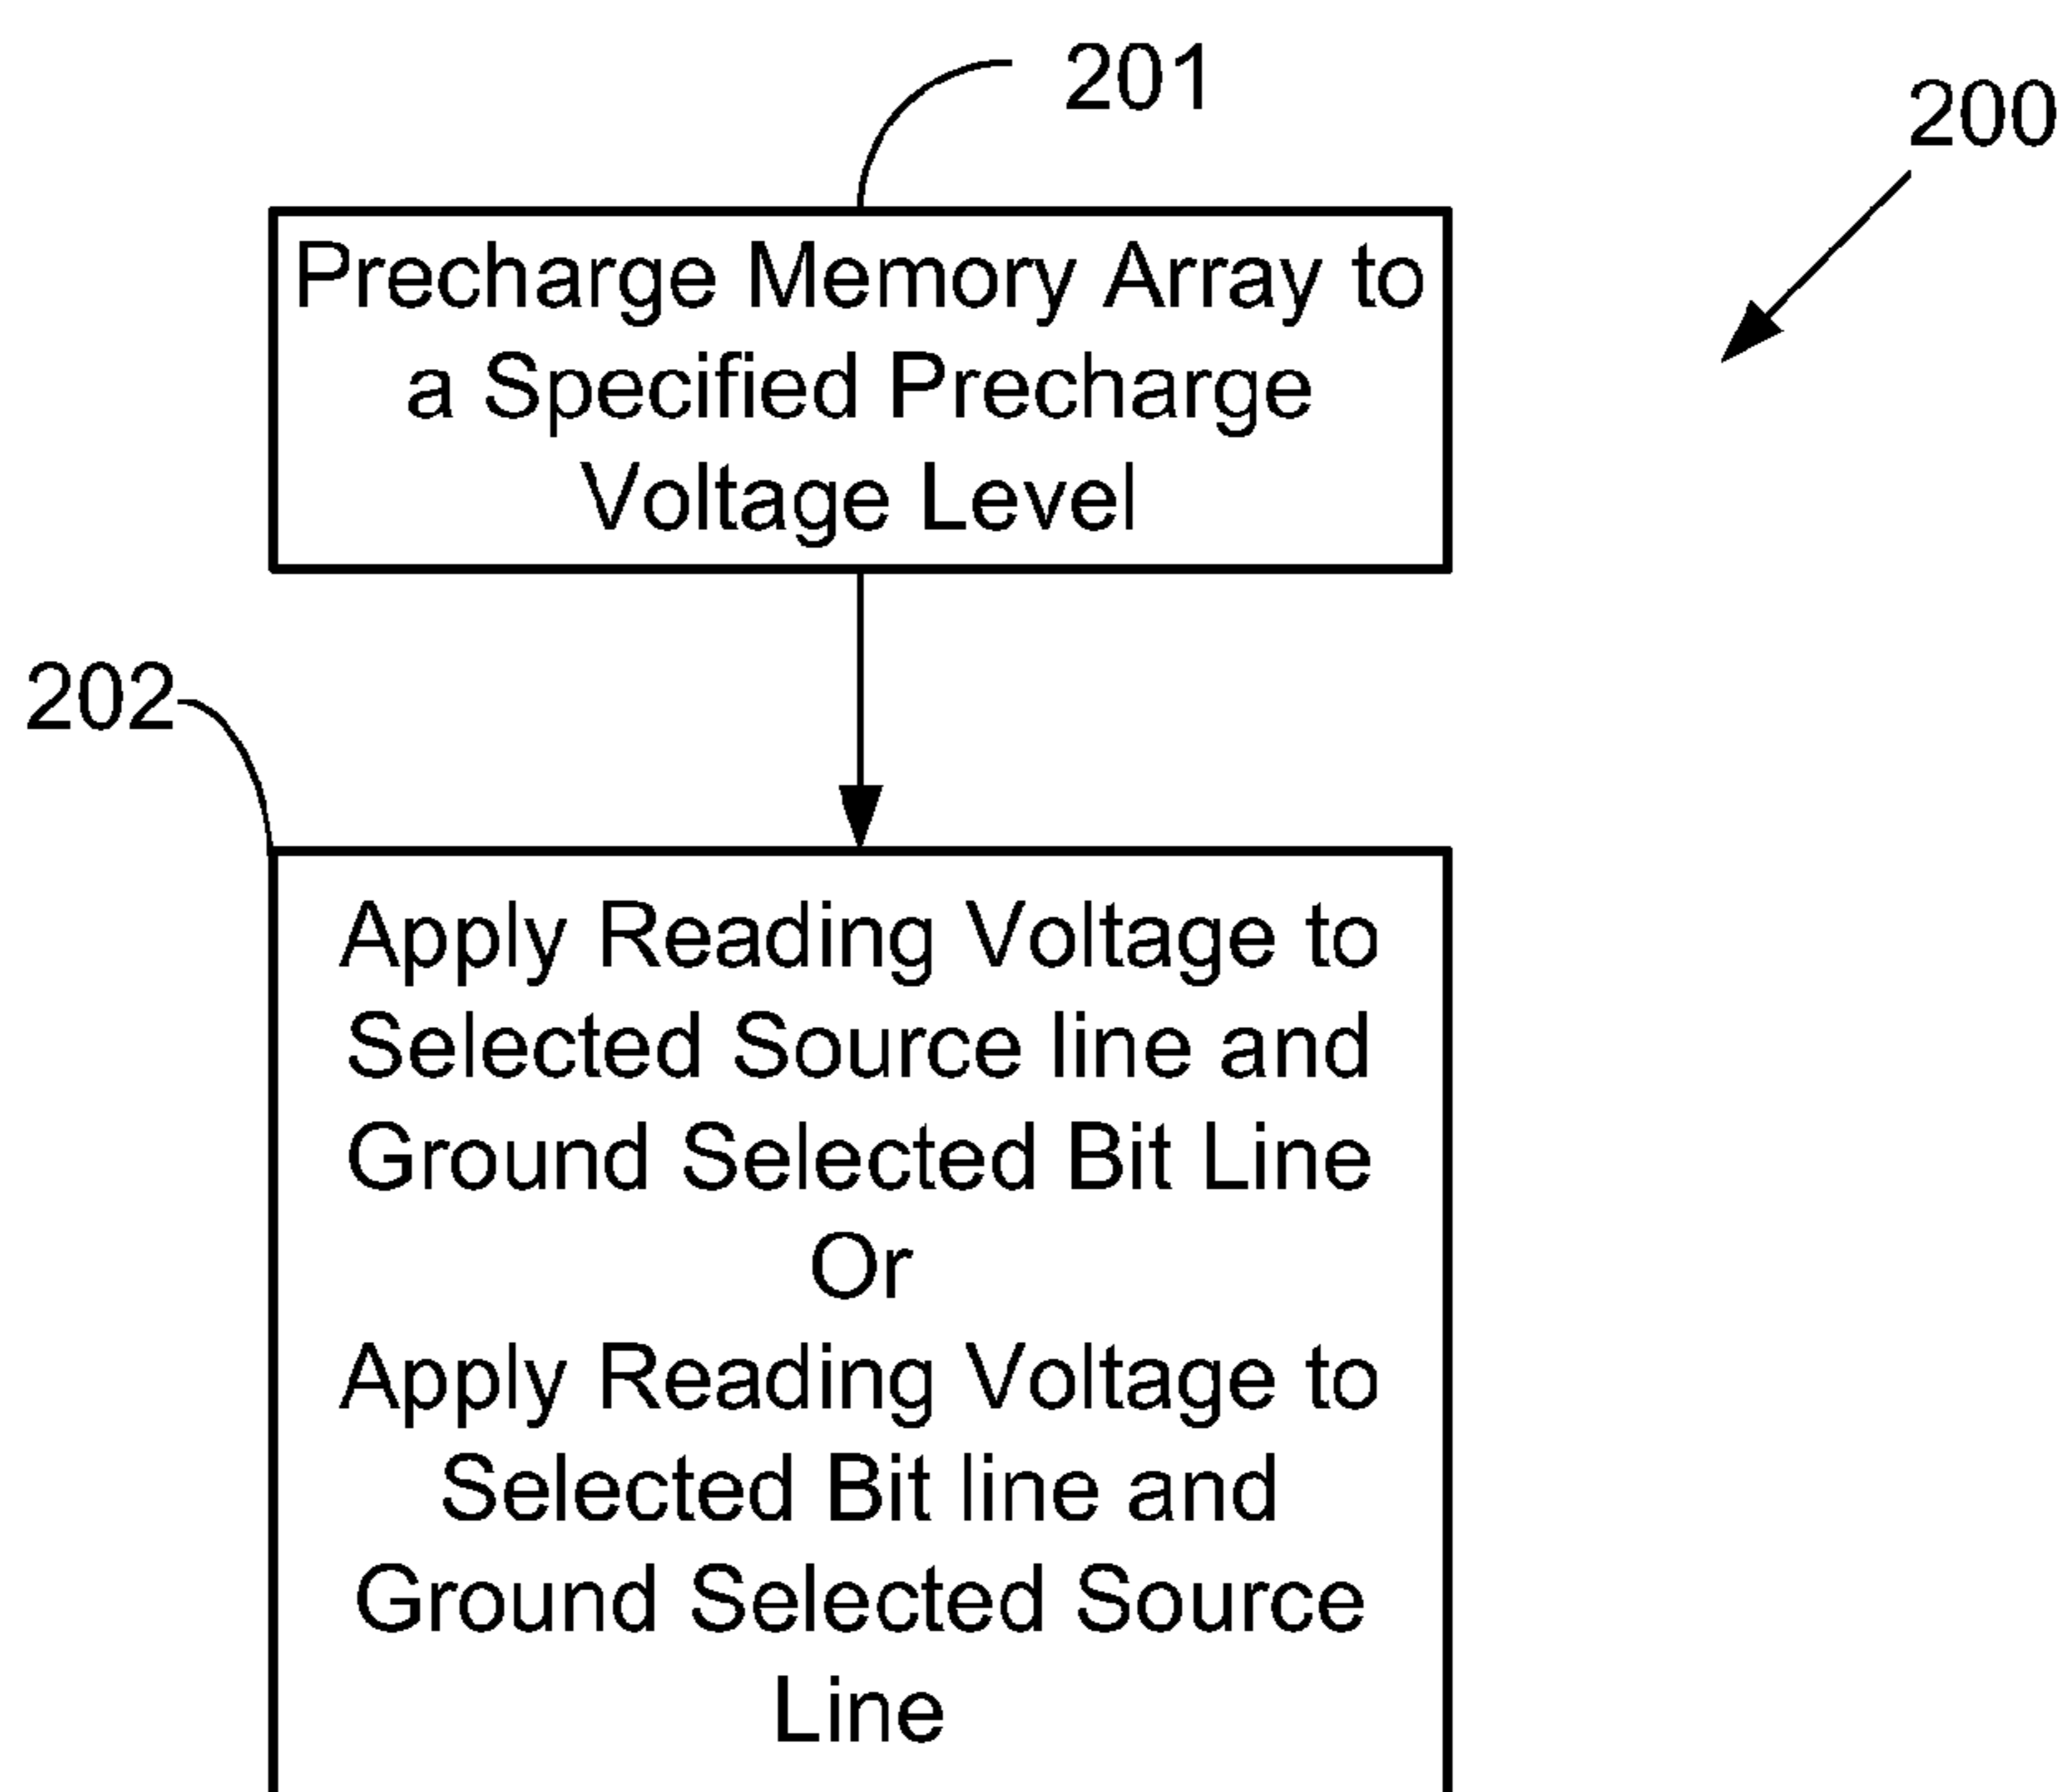 201
200
Precharge Memory Array to
a Specified Precharge
Voltage Level
202
Apply Reading Voltage to
Selected Source line and
Ground Selected Bit Line
Or
Apply Reading Voltage to
Selected Bit line and
Ground Selected Source
Line